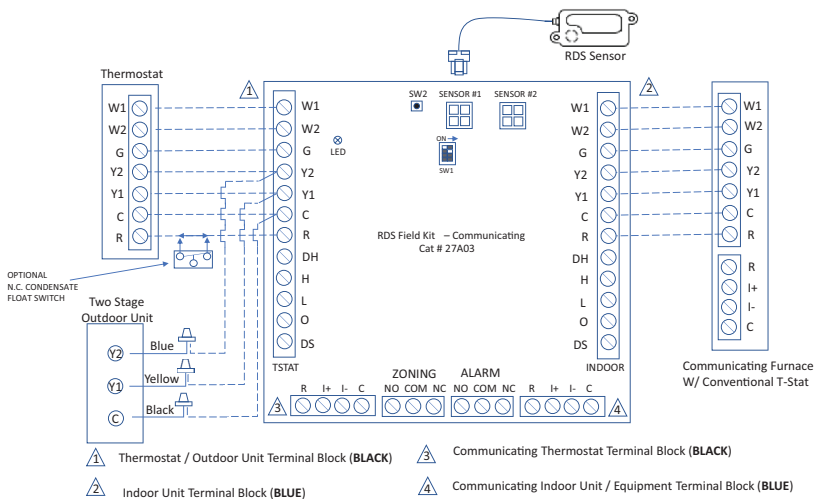 RDS Sensor
Thermostat
1
2
W1
W2
G
Y2
Y1
C
R
OPTIONAL
N.C. CONDENSATE
FLOAT SWITCH
Two Stage
Outdoor Unit
Y2
Blue
Y1
Yellow
C
Black
W1
W2
G
Y2
Y1
C
R
DH
H
L
O
DS
TSTAT
LED
SW2
SENSOR #1
SENSOR #2
ON
SW1
RDS Field Kit – Communicating
Cat # 27A03
W1
W2
G
Y2
Y1
C
R
DH
H
L
O
DS
INDOOR
W1
W2
G
Y2
Y1
C
R
R
I+
I-
C
Communicating Furnace
W/ Conventional T-Stat
3
R I+ I- C
ZONING
NO COM NC
ALARM
NO COM NC
R I+ I- C
4
1 Thermostat / Outdoor Unit Terminal Block (BLACK)
2 Indoor Unit Terminal Block (BLUE)
3 Communicating Thermostat Terminal Block (BLACK)
4 Communicating Indoor Unit / Equipment Terminal Block (BLUE)